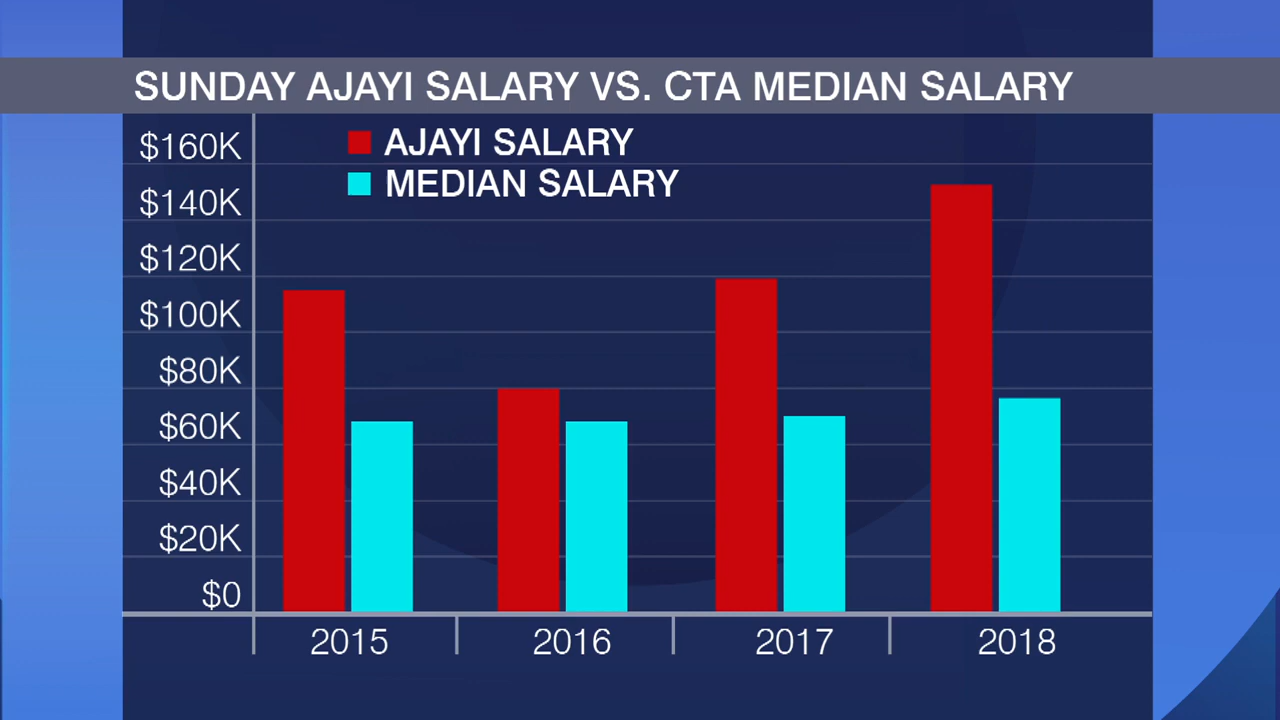 SUNDAY AJAYI SALARY VS. CTA MEDIAN SALARY
AJAYI SALARY
MEDIAN SALARY
$160K
$140K
$120K
$100K
$80K
$60K
$40K
$20K
$0
2015 2016 2017 2018